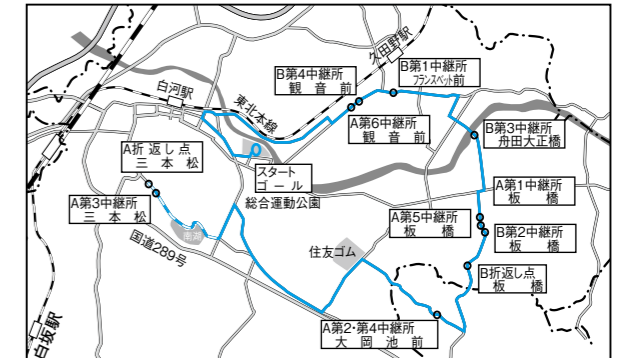 久田野駅
B第4中継所
観音前
B第1中継所
フランスベッド前
白河駅
東北本線
A第6中継所
観音前
B第3中継所
舟田大正橋
A折返し点
三本松
スタート
ゴール
総合運動公園
A第1中継所
板橋
A第3中継所
三本松
A第5中継所
板橋
B第2中継所
板橋
南湖
国道289号
住友ゴム
B折返し点
板橋
A第2・第4中継所
大岡池前
白坂駅